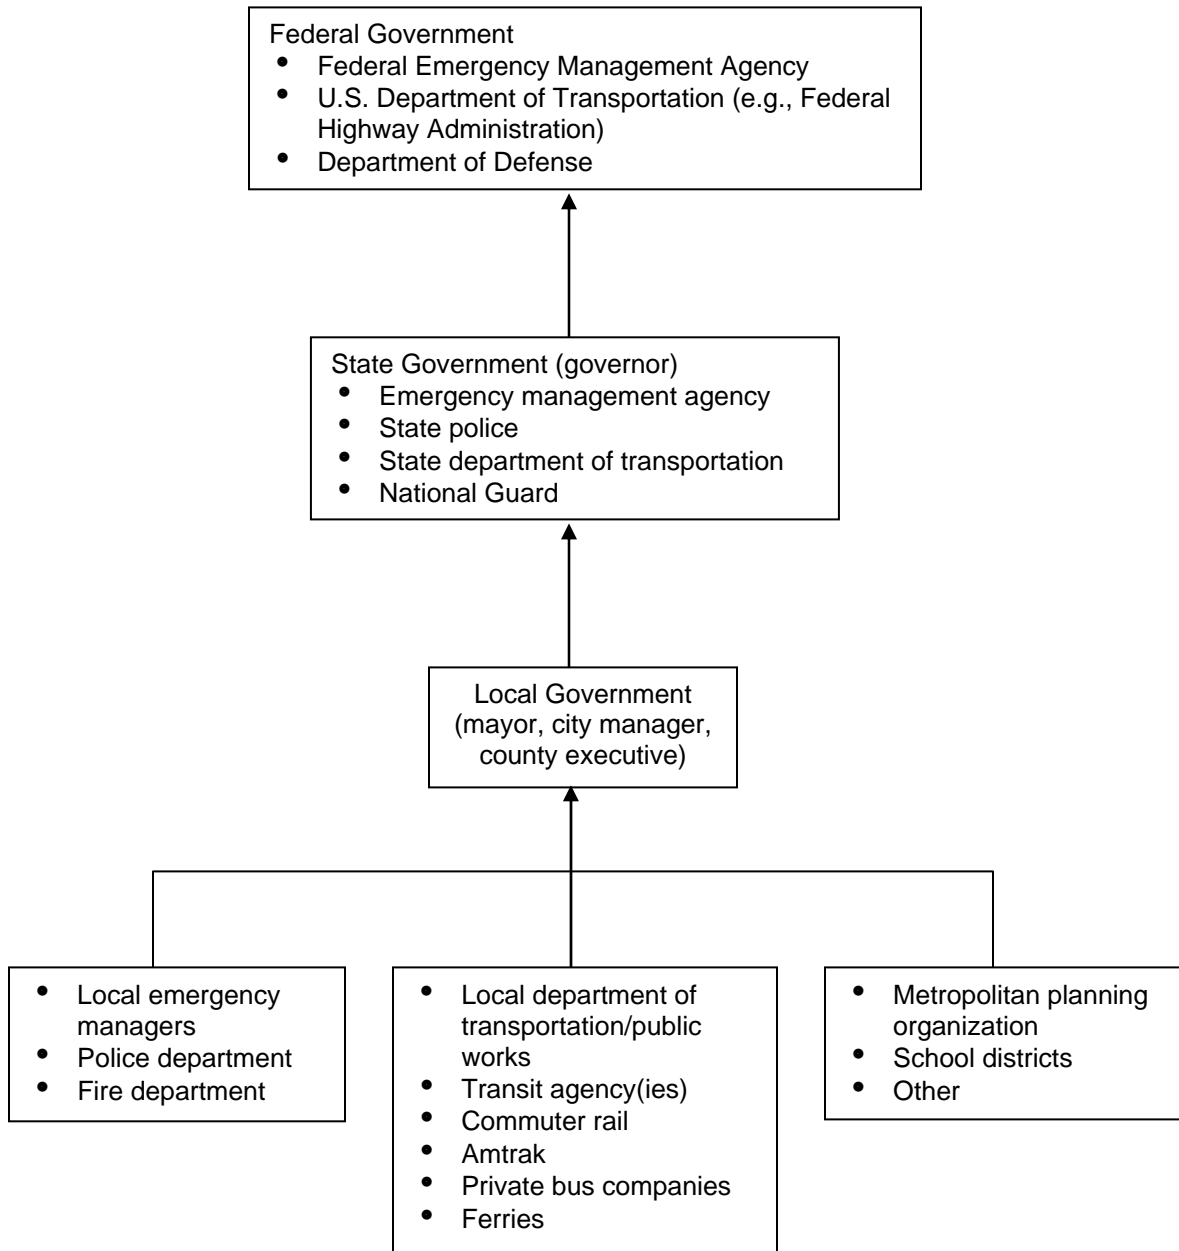 Federal Government
• Federal Emergency Management Agency
• U.S. Department of Transportation (e.g., Federal
Highway Administration)
• Department of Defense
State Government (governor)
• Emergency management agency
• State police
• State department of transportation
• National Guard
Local Government
(mayor, city manager,
county executive)
• Local emergency
managers
• Police department
• Fire department
• Local department of
transportation/public
works
• Transit agency(ies)
• Commuter rail
• Amtrak
• Private bus companies
• Ferries
• Metropolitan planning
organization
• School districts
• Other